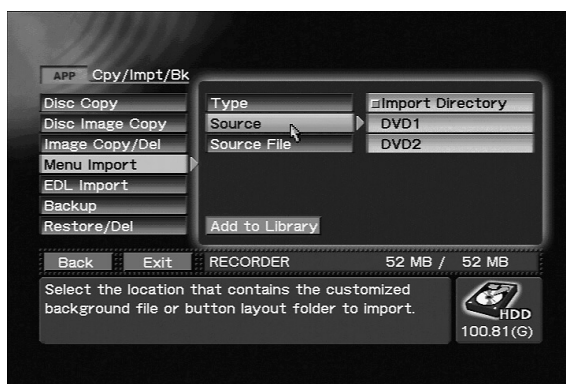 APP Cpy/Impt/Bk
Disc Copy
Disc Image Copy
Image Copy/Del
Menu Import
EDL Import
Backup
Restore/Del
Type
Source
Source File
Add to Library
Import Directory
DVD1
DVD2
Back Exit RECORDER 52 MB / 52 MB
Select the location that contains the customized
background file or button layout folder to import.
HDD
100.81(G)